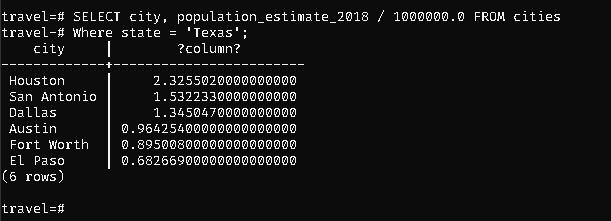 travel=# SELECT city, population_estimate_2018 / 1000000.0 FROM cities
travel-# Where state = 'Texas';
    city     |        ?column?
-------------+------------------------
 Houston     |     2.3255020000000000
 San Antonio |     1.5322330000000000
 Dallas      |     1.3450470000000000
 Austin      | 0.96425400000000000000
 Fort Worth  | 0.89500800000000000000
 El Paso     | 0.68266900000000000000
(6 rows)
travel=#